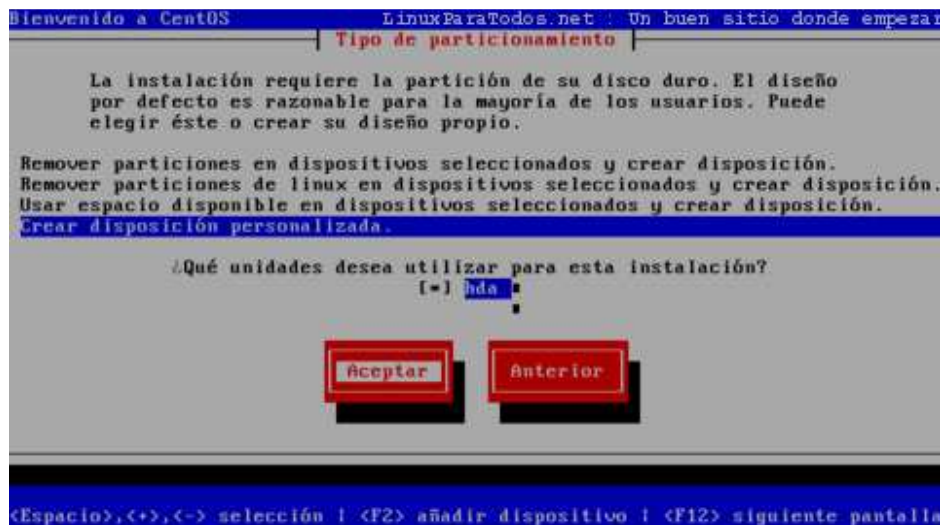 Bienvenido a CentOS LinuxParaTodos.net : Un buen sitio donde empezar
Tipo de particionamiento
La instalación requiere la partición de su disco duro. El diseño
por defecto es razonable para la mayoría de los usuarios. Puede
elegir éste o crear su diseño propio.
Remover particiones en dispositivos seleccionados y crear disposición.
Remover particiones de linux en dispositivos seleccionados y crear disposición.
Usar espacio disponible en dispositivos seleccionados y crear disposición.
Crear disposición personalizada.
¿Qué unidades desea utilizar para esta instalación?
[*] hda
Aceptar Anterior
<Espacio>,<+>,<-> selección | <F2> añadir dispositivo | <F12> siguiente pantalla